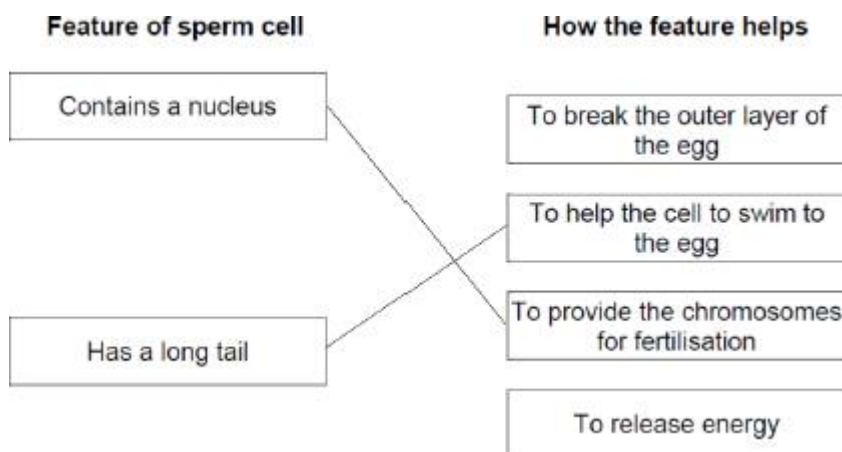 Feature of sperm cell
How the feature helps
Contains a nucleus
To break the outer layer of
the egg
To help the cell to swim to
the egg
Has a long tail
To provide the chromosomes
for fertilisation
To release energy